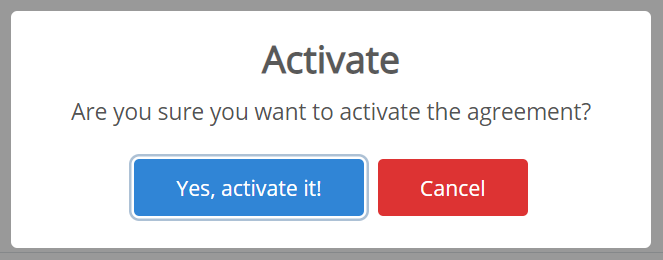 Activate
Are you sure you want to activate the agreement?
Yes, activate it! Cancel